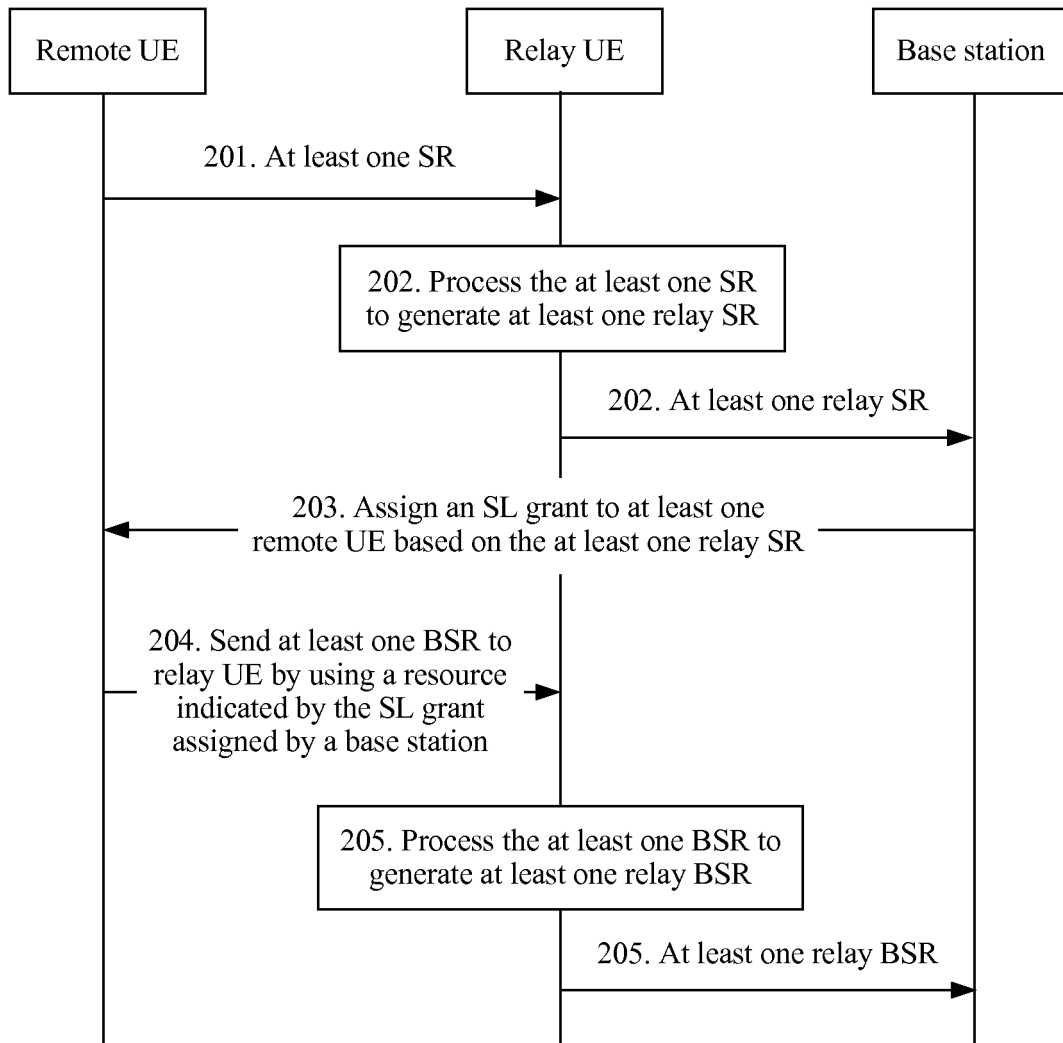 Remote UE
Relay UE
Base station
201. At least one SR
202. Process the at least one SR
to generate at least one relay SR
202. At least one relay SR
203. Assign an SL grant to at least one
remote UE based on the at least one relay SR
204. Send at least one BSR to
relay UE by using a resource
indicated by the SL grant
assigned by a base station
205. Process the at least one BSR to
generate at least one relay BSR
205. At least one relay BSR